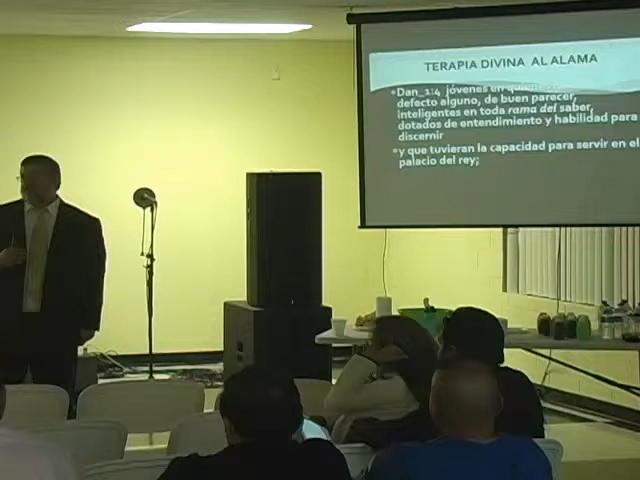 TERAPIA DIVINA AL ALAMA
•Dan_1:4 jóvenes en
defecto alguno, de buen parecer,
inteligentes en toda rama del saber,
dotados de entendimiento y habilidad para
discernir
•y que tuvieran la capacidad para servir en el
palacio del rey;